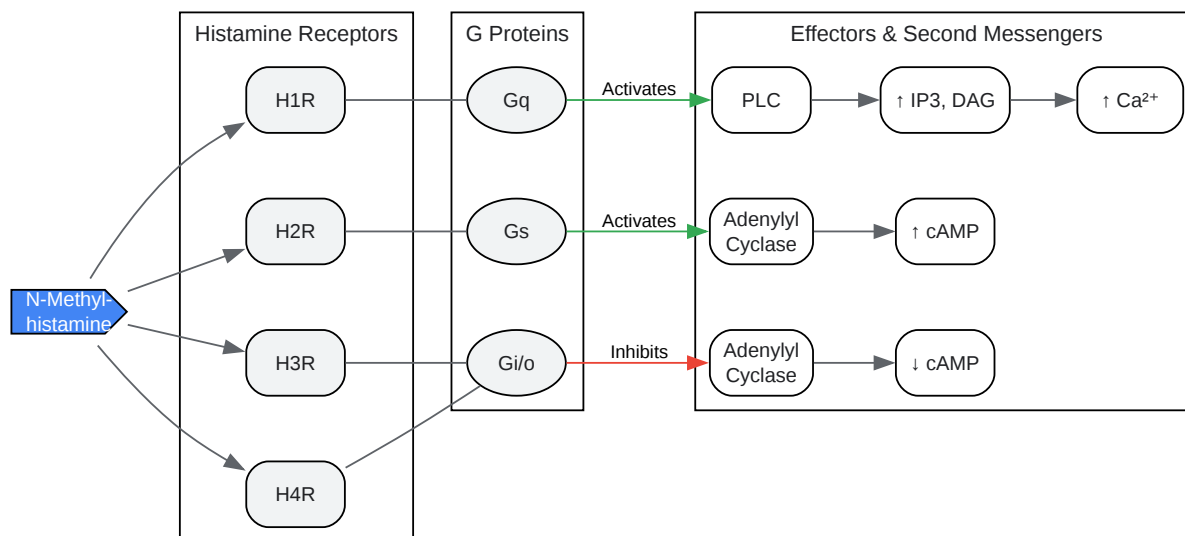 Histamine Receptors
G Proteins
Effectors & Second Messengers
H1R
Gq
Activates
PLC
↑ IP3, DAG
↑ Ca²⁺
H2R
Gs
Activates
Adenylyl
Cyclase
↑ cAMP
N-Methyl-
histamine
H3R
Gi/o
Inhibits
Adenylyl
Cyclase
↓ cAMP
H4R